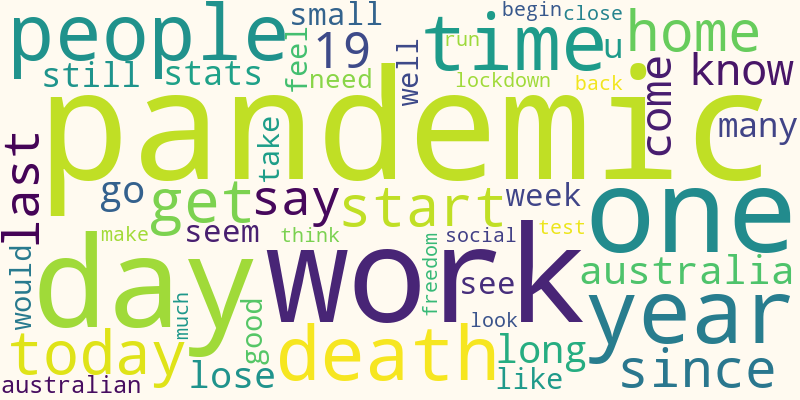 people
small
begin
close
time
run
u
home
19
feel
still
stats
need
well
lockdown
back
come
know
pandemic
many
last
take
go
get
say
start
week
one
make
seem
think
social
test
day
work
freedom
see
australia
would
much
good
look
year
today
death
long
since
australian
lose
like